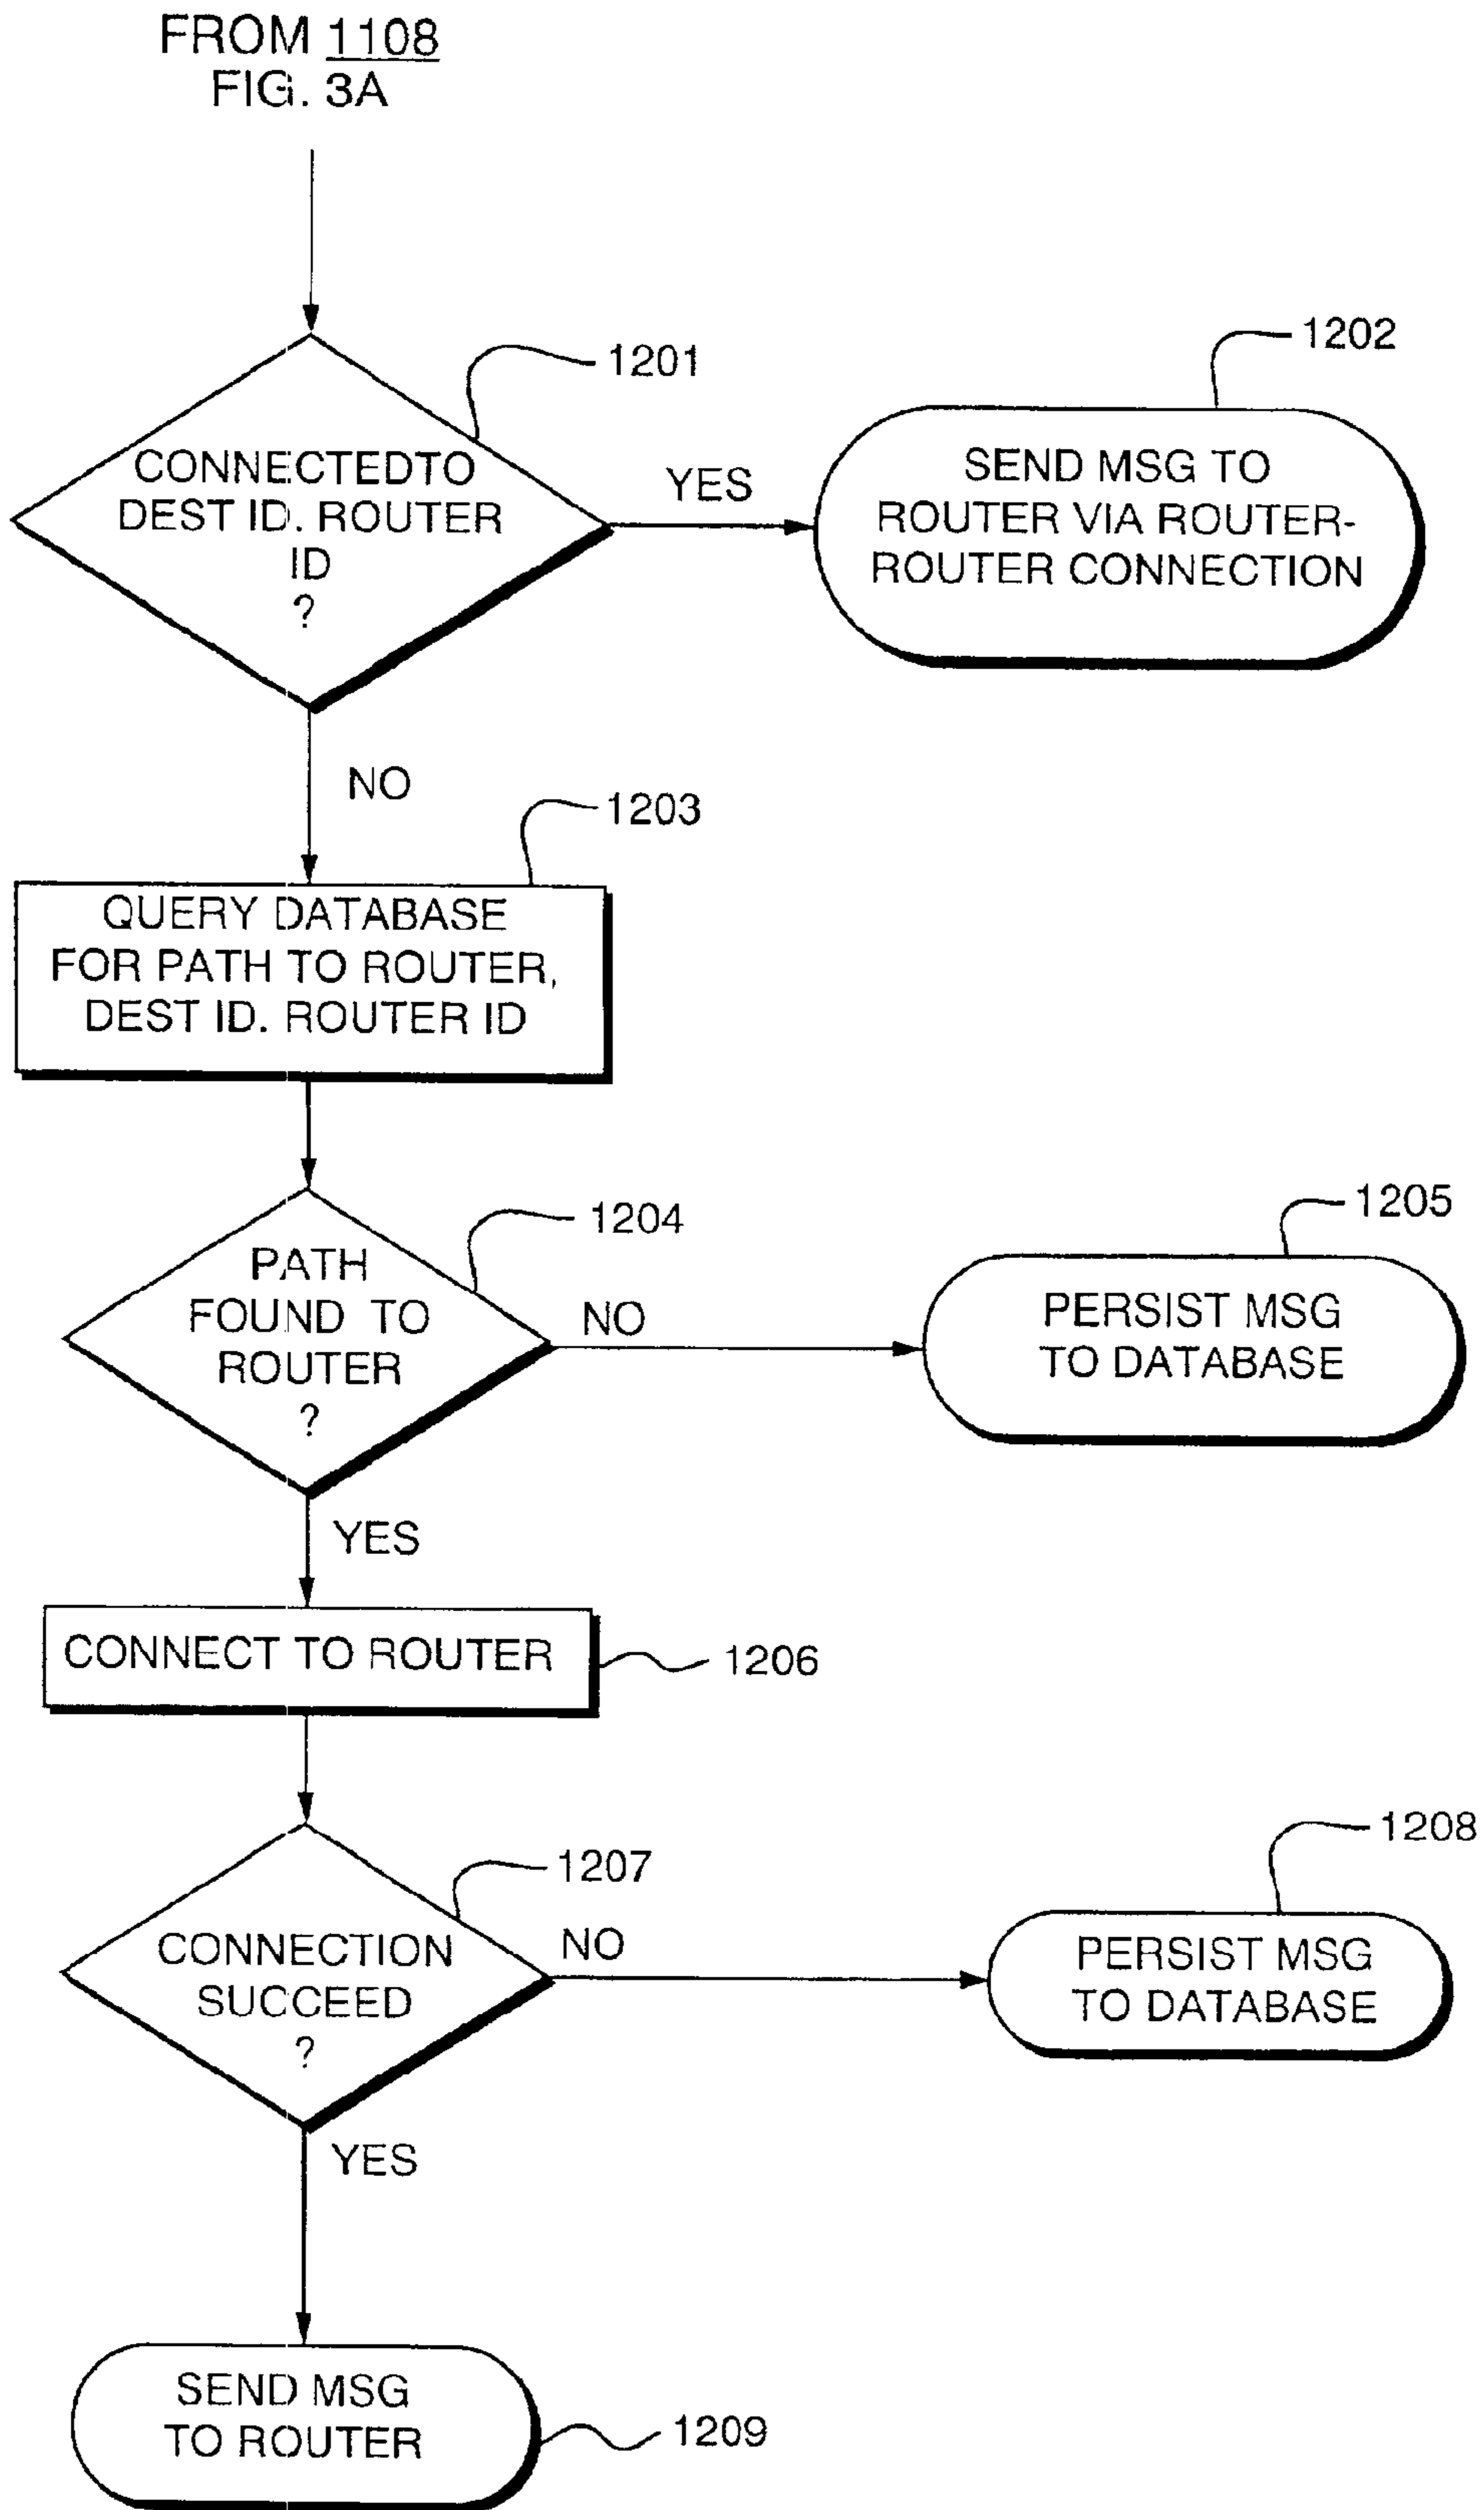 FROM 1108
FIG. 3A
1201
CONNECTEDTO
DEST ID. ROUTER
ID
?
YES
1202
SEND MSG TO
ROUTER VIA ROUTER-
ROUTER CONNECTION
NO
1203
QUERY DATABASE
FOR PATH TO ROUTER,
DEST ID. ROUTER ID
1204
PATH
FOUND TO
ROUTER
?
NO
1205
PERSIST MSG
TO DATABASE
YES
CONNECT TO ROUTER
1206
1207
CONNECTION
SUCCEED
?
NO
1208
PERSIST MSG
TO DATABASE
YES
SEND MSG
TO ROUTER
1209